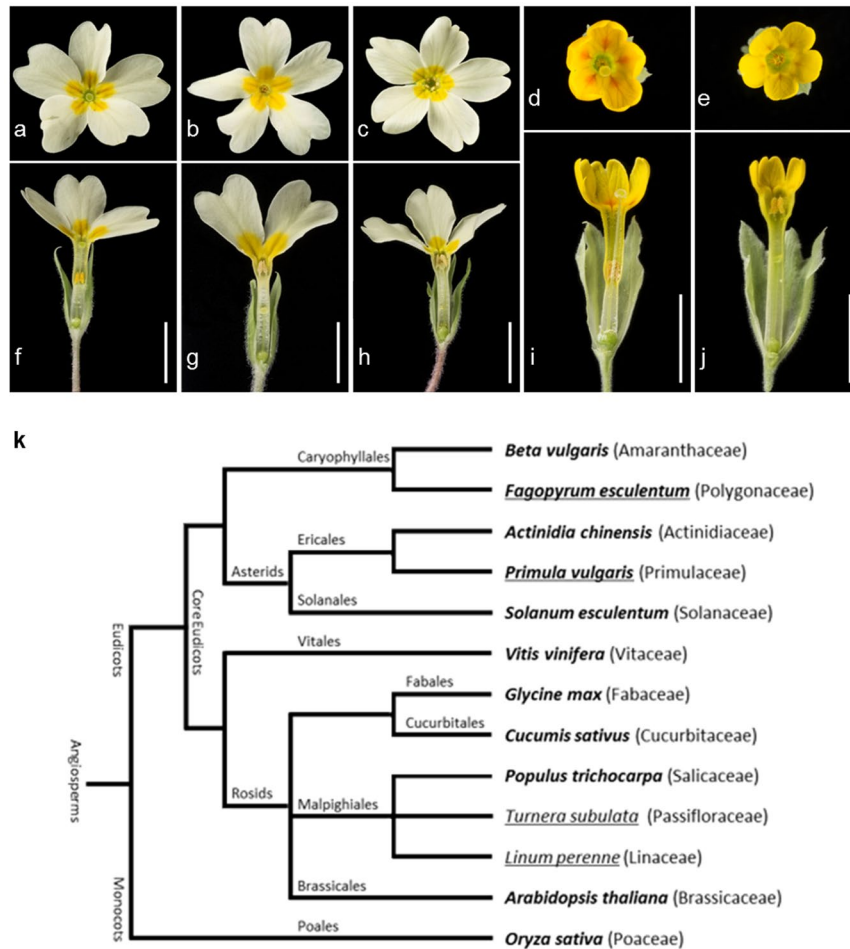 a
b
c
d
e
f
g
h
i
j
k
Caryophyllales
Beta vulgaris (Amaranthaceae)
Fagopyrum esculentum (Polygonaceae)
Ericales
Actinidia chinensis (Actinidiaceae)
Asterids
Primula vulgaris (Primulaceae)
Solanales
Solanum esculentum (Solanaceae)
Core Eudicots
Eudicots
Vitales
Vitis vinifera (Vitaceae)
Fabales
Glycine max (Fabaceae)
Cucurbitales
Cucumis sativus (Cucurbitaceae)
Angiosperms
Populus trichocarpa (Salicaceae)
Rosids
Malpighiales
Turnera subulata (Passifloraceae)
Linum perenne (Linaceae)
Brassicales
Arabidopsis thaliana (Brassicaceae)
Monocots
Poales
Oryza sativa (Poaceae)